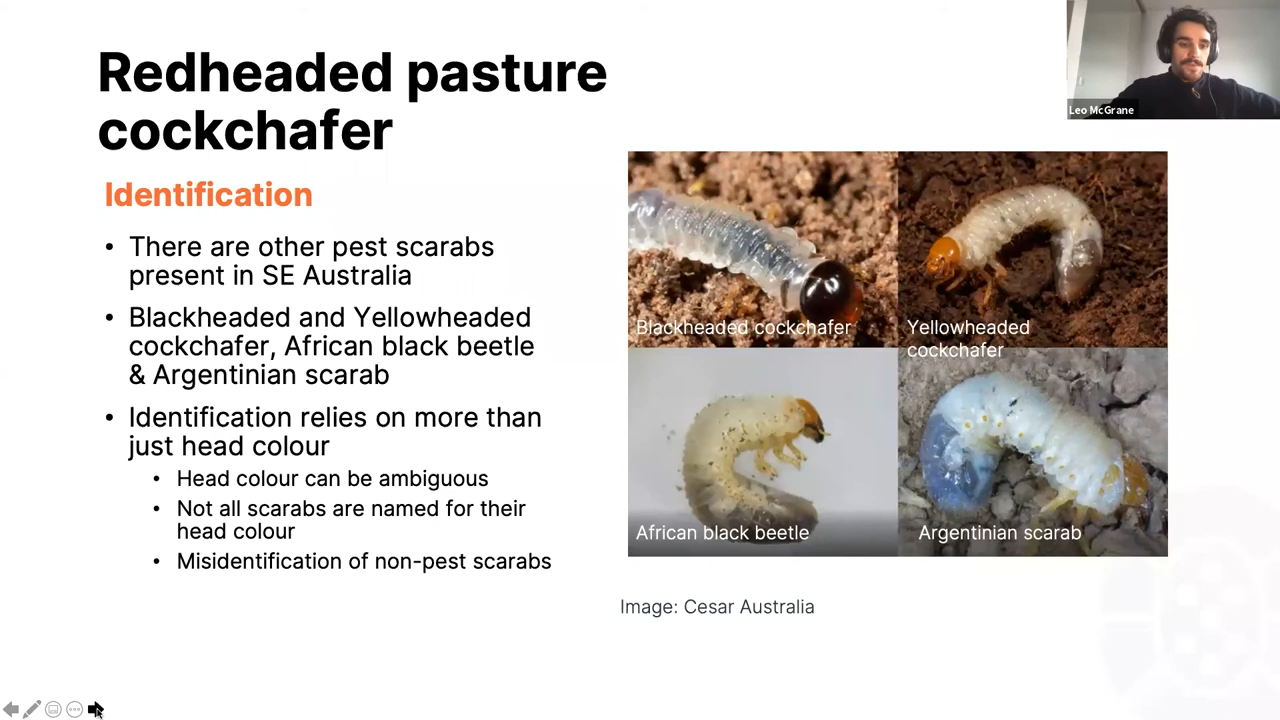 Redheaded pasture
cockchafer
Identification
• There are other pest scarabs
present in SE Australia
• Blackheaded and Yellowheaded
cockchafer, African black beetle
& Argentinian scarab
• Identification relies on more than
just head colour
• Head colour can be ambiguous
• Not all scarabs are named for their
head colour
• Misidentification of non-pest scarabs
Leo McGrane
Blackheaded cockchafer
Yellowheaded
cockchafer
African black beetle
Argentinian scarab
Image: Cesar Australia